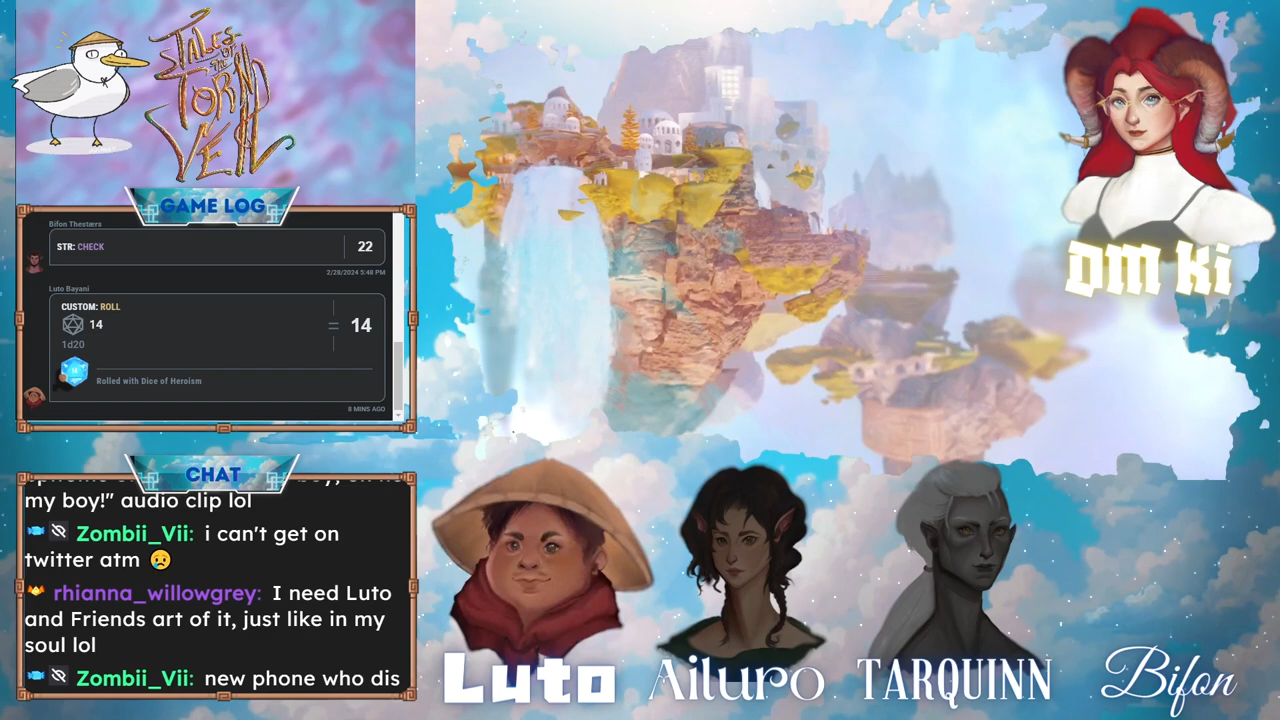 TALES
OF
THE
TORN
VEIL
GAME LOG
Bifon Thestærs
STR: CHECK
22
2/28/2024 5:48 PM
Luto Bayani
CUSTOM: ROLL
14
= 14
1d20
Rolled with Dice of Heroism
8 MINS AGO
CHAT
my boy!" audio clip lol
Zombii_Vii: i can't get on
twitter atm 😥
rhianna_willowgrey: I need Luto
and Friends art of it, just like in my
soul lol
Zombii_Vii: new phone who dis
DM Ki
Luto
Ailuro
TARQUINN
Bifon